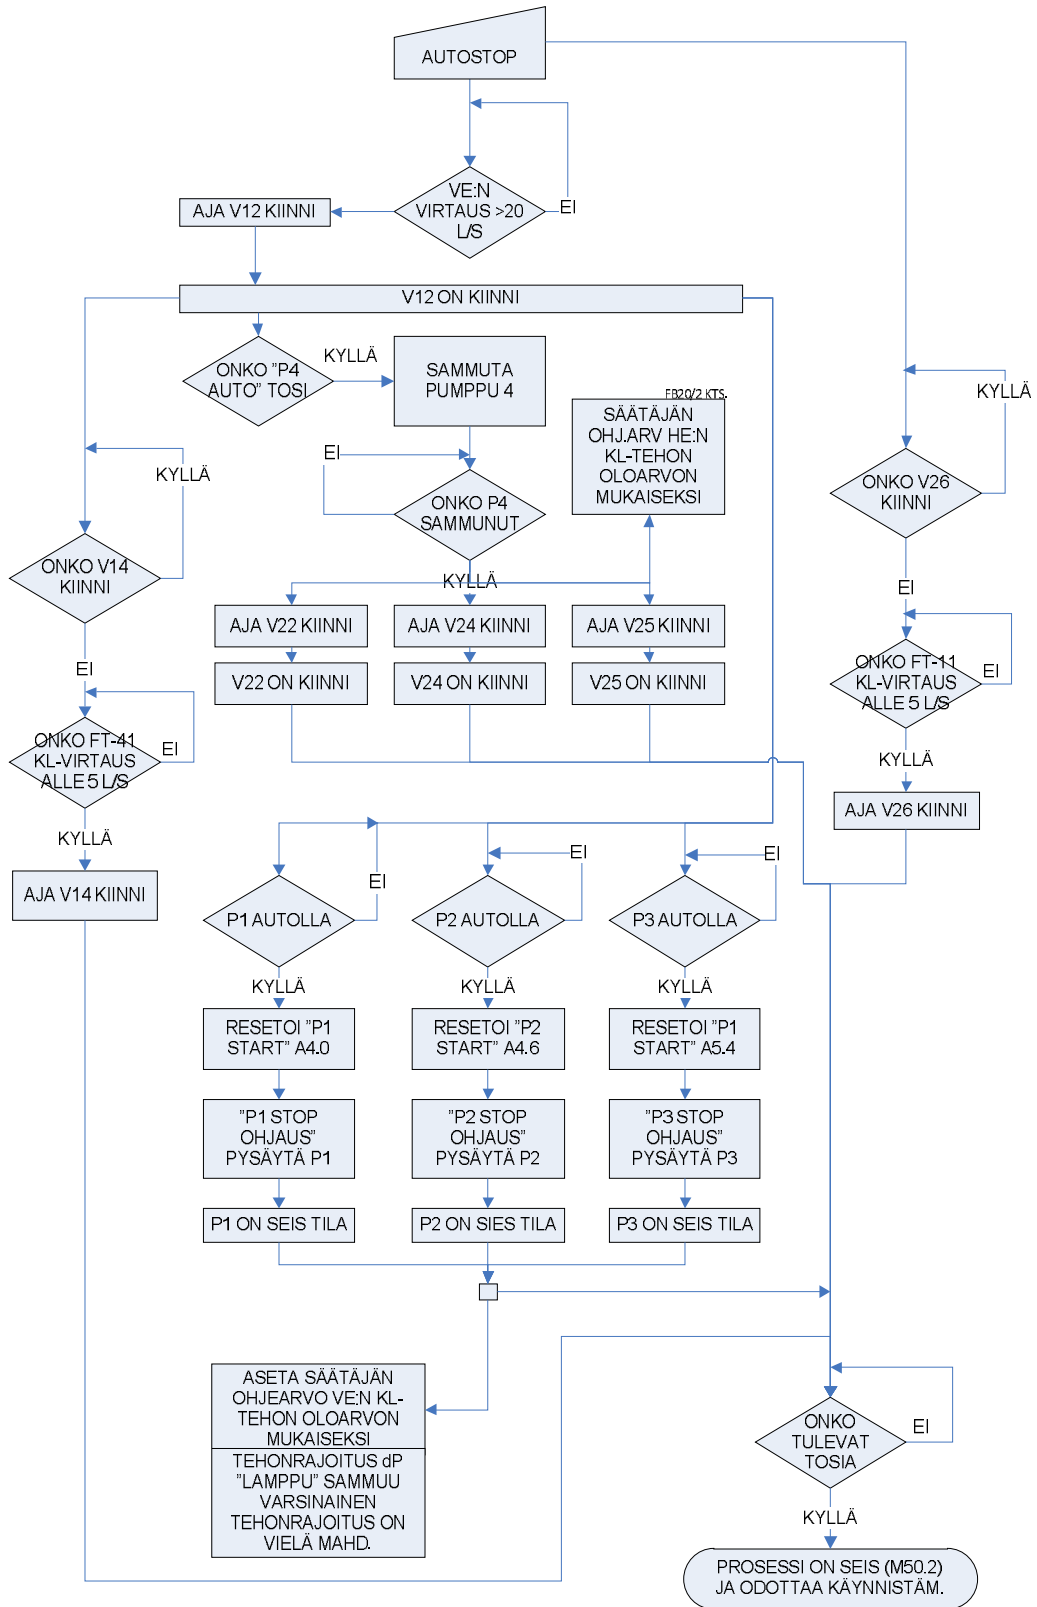 AUTOSTOP
VE:N
VIRTAUS >20
L/S
EI
AJA V12 KIINNI
V12 ON KIINNI
ONKO "P4
AUTO" TOSI
KYLLÄ
SAMMUTA
PUMPPU 4
FB20/2 KTS.
SÄÄTÄJÄN
OHJ.ARV HE:N
KL-TEHON
OLOARVON
MUKAISEKSI
KYLLÄ
EI
KYLLÄ
ONKO P4
SAMMUNUT
ONKO V26
KIINNI
ONKO V14
KIINNI
KYLLÄ
EI
AJA V22 KIINNI
AJA V24 KIINNI
AJA V25 KIINNI
V22 ON KIINNI
V24 ON KIINNI
V25 ON KIINNI
EI
ONKO FT-11
KL-VIRTAUS
ALLE 5 L/S
EI
ONKO FT-41
KL-VIRTAUS
ALLE 5 L/S
EI
KYLLÄ
AJA V26 KIINNI
KYLLÄ
AJA V14 KIINNI
P1 AUTOLLA
EI
P2 AUTOLLA
EI
P3 AUTOLLA
EI
KYLLÄ
KYLLÄ
KYLLÄ
RESETOI "P1
START" A4.0
RESETOI "P2
START" A4.6
RESETOI "P1
START" A5.4
"P1 STOP
OHJAUS"
PYSÄYTÄ P1
"P2 STOP
OHJAUS"
PYSÄYTÄ P2
"P3 STOP
OHJAUS"
PYSÄYTÄ P3
P1 ON SEIS TILA
P2 ON SIES TILA
P3 ON SEIS TILA
ASETA SÄÄTÄJÄN
OHJEARVO VE:N KL-
TEHON OLOARVON
MUKAISEKSI
TEHONRAJOITUS dP
"LAMPPU" SAMMUU
VARSINAINEN
TEHONRAJOITUS ON
VIELÄ MAHD.
ONKO
TULEVAT
TOSIA
EI
KYLLÄ
PROSESSI ON SEIS (M50.2)
JA ODOTTAA KÄYNNISTÄM.